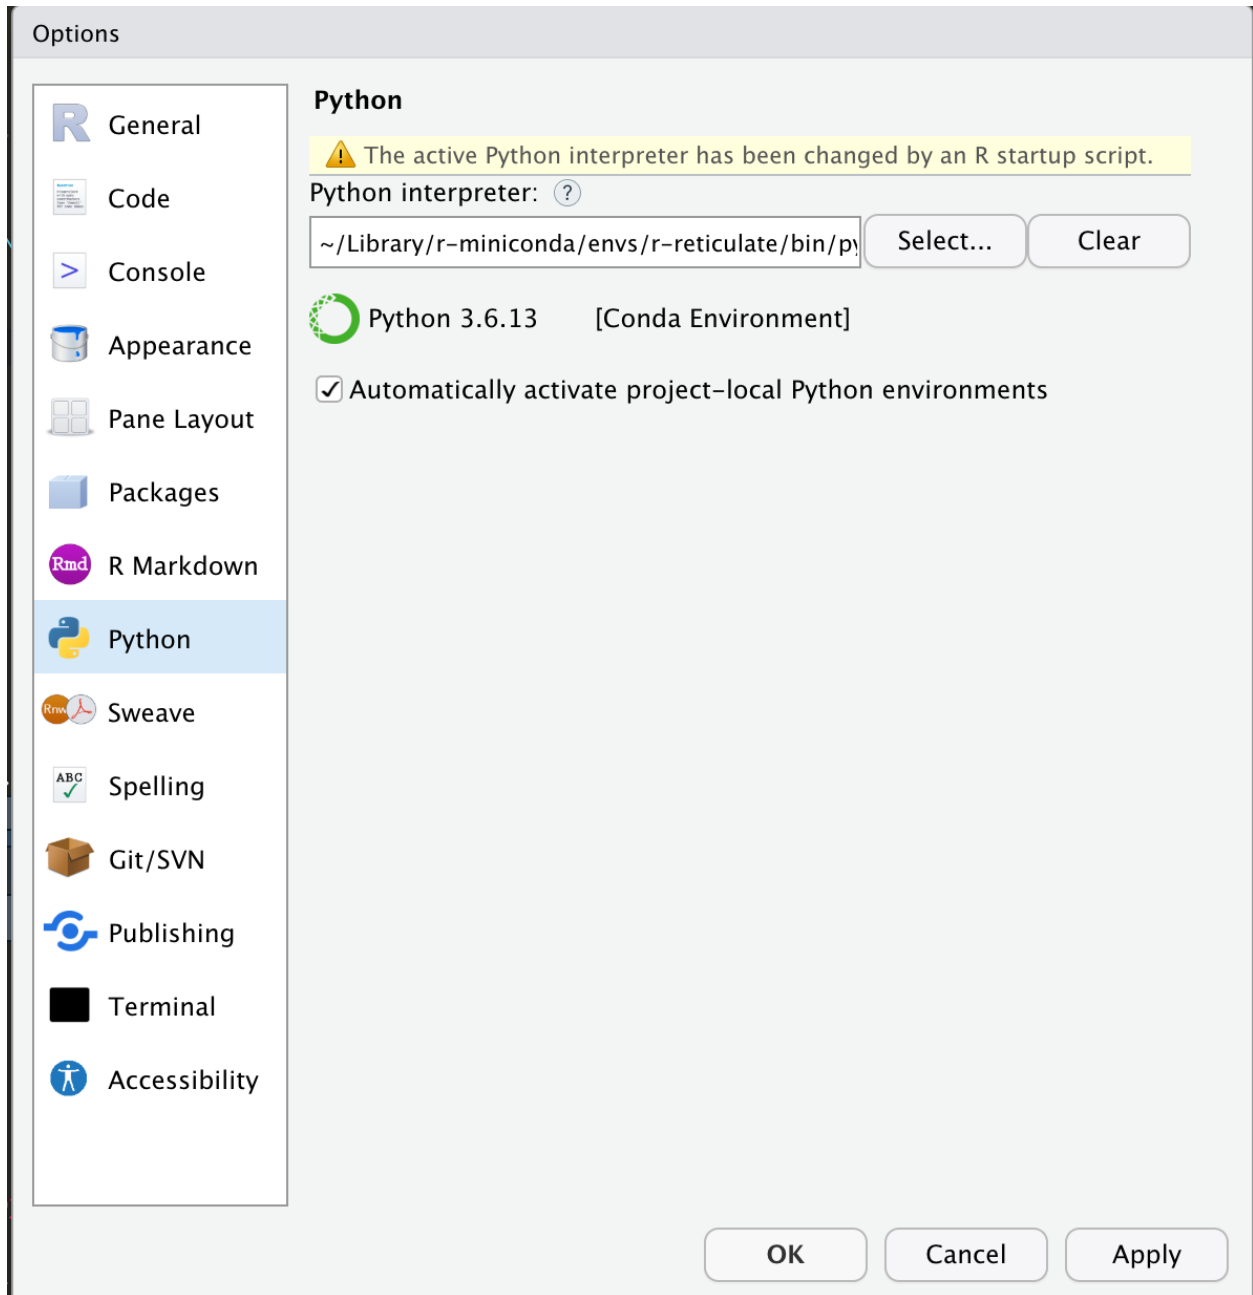 Options
General
Code
Console
Appearance
Pane Layout
Packages
Rmd R Markdown
Python
Rnw Sweave
ABC Spelling
Git/SVN
Publishing
Terminal
Accessibility
Python
The active Python interpreter has been changed by an R startup script.
Python interpreter: ?
~/Library/r-miniconda/envs/r-reticulate/bin/py Select... Clear
Python 3.6.13 [Conda Environment]
Automatically activate project-local Python environments
OK Cancel Apply